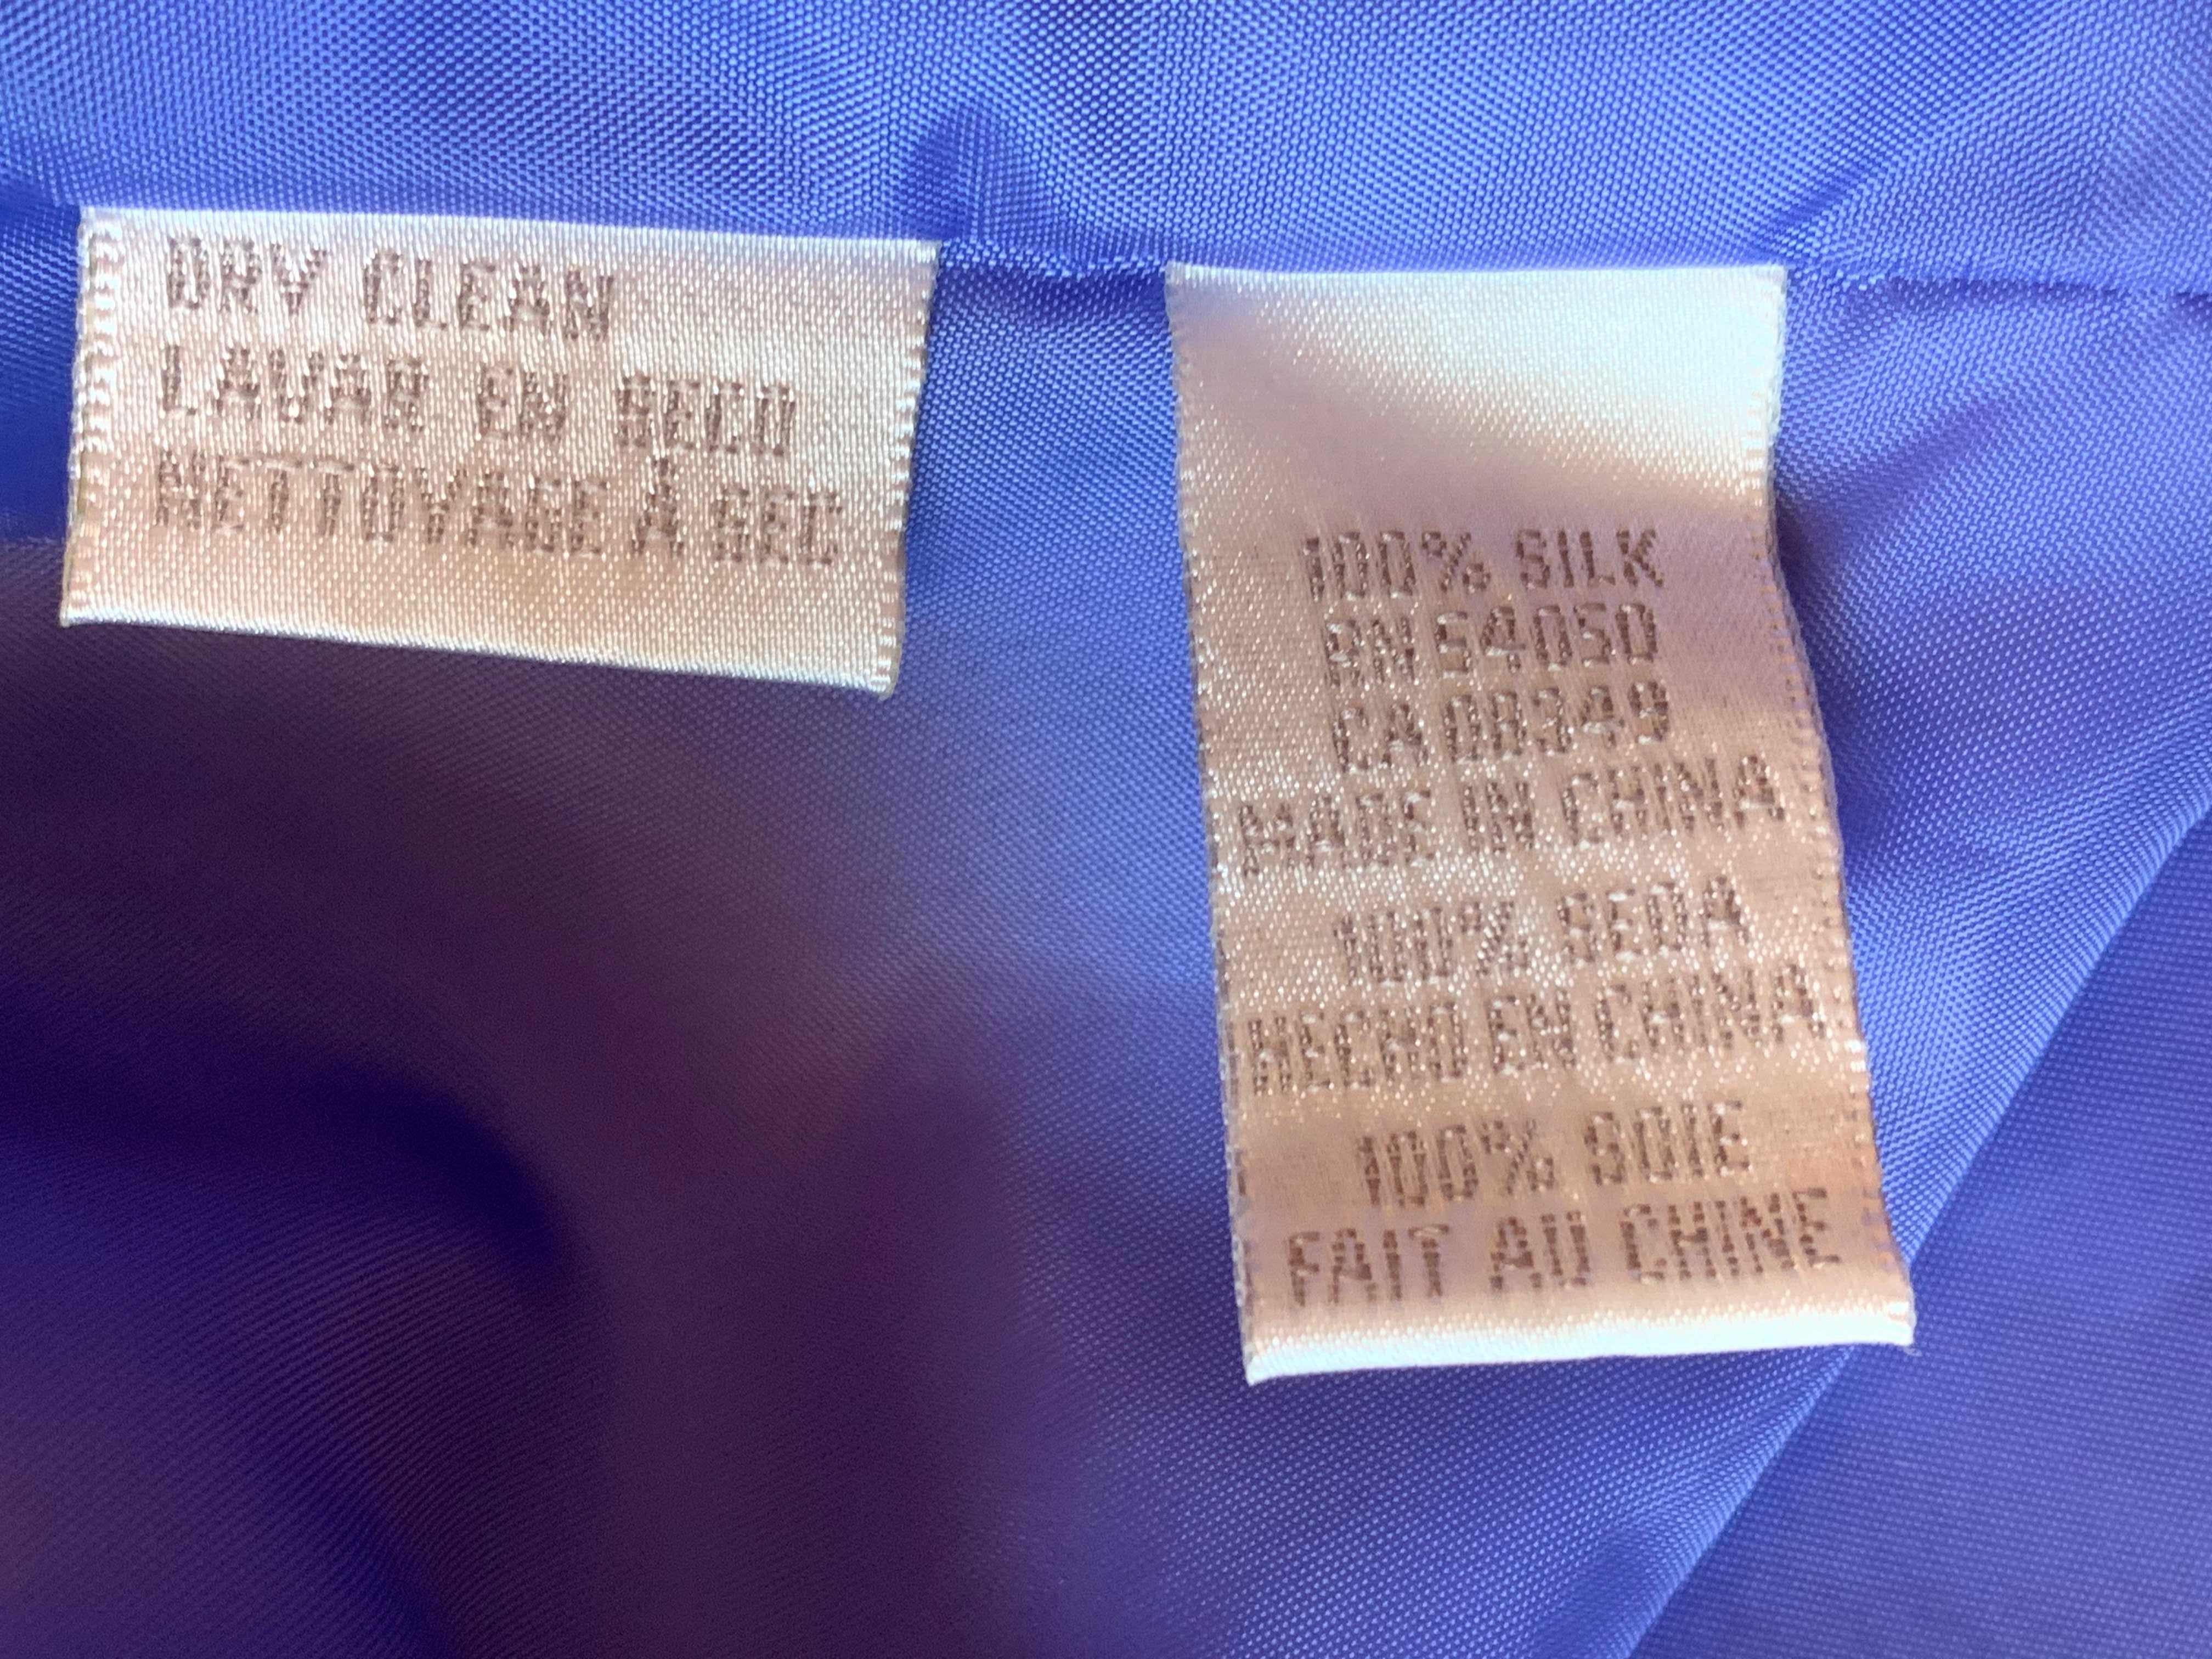 DRY CLEAN
LAVAR EN SECO
NETTOYAGE À SEC
100% SILK
RN 54050
CA 08349
MADE IN CHINA
100% SEDA
HECHO EN CHINA
100% SOIE
FAIT AU CHINE